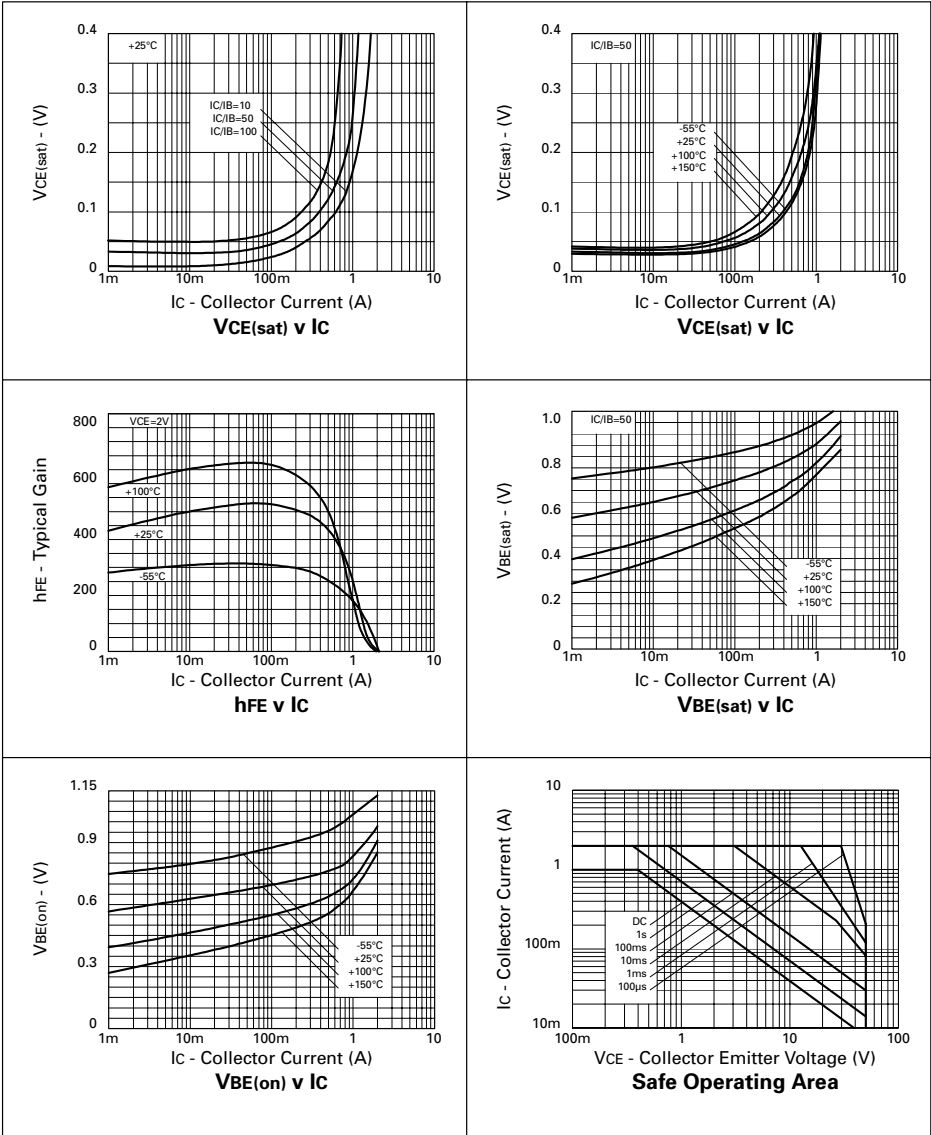 0.4
+25°C
0.3
IC/IB=10
IC/IB=50
IC/IB=100
0.2
0.1
0
VCE(sat) - (V)
1m 10m 100m 1 10
IC - Collector Current (A)
VCE(sat) v IC
0.4
IC/IB=50
0.3
-55°C
+25°C
+100°C
+150°C
0.2
0.1
0
VCE(sat) - (V)
1m 10m 100m 1 10
IC - Collector Current (A)
VCE(sat) v IC
800
VCE=2V
600
+100°C
400
+25°C
200
-55°C
0
hFE - Typical Gain
1m 10m 100m 1 10
IC - Collector Current (A)
hFE v IC
1.0
IC/IB=50
0.8
0.6
0.4
-55°C
+25°C
+100°C
+150°C
0.2
0
VBE(sat) - (V)
1m 10m 100m 1 10
IC - Collector Current (A)
VBE(sat) v IC
1.15
0.9
0.6
0.3
-55°C
+25°C
+100°C
+150°C
0
VBE(on) - (V)
1m 10m 100m 1 10
IC - Collector Current (A)
VBE(on) v IC
10
1
DC
1s
100ms
10ms
1ms
100µs
100m
10m
IC - Collector Current (A)
100m 1 10 100
VCE - Collector Emitter Voltage (V)
Safe Operating Area